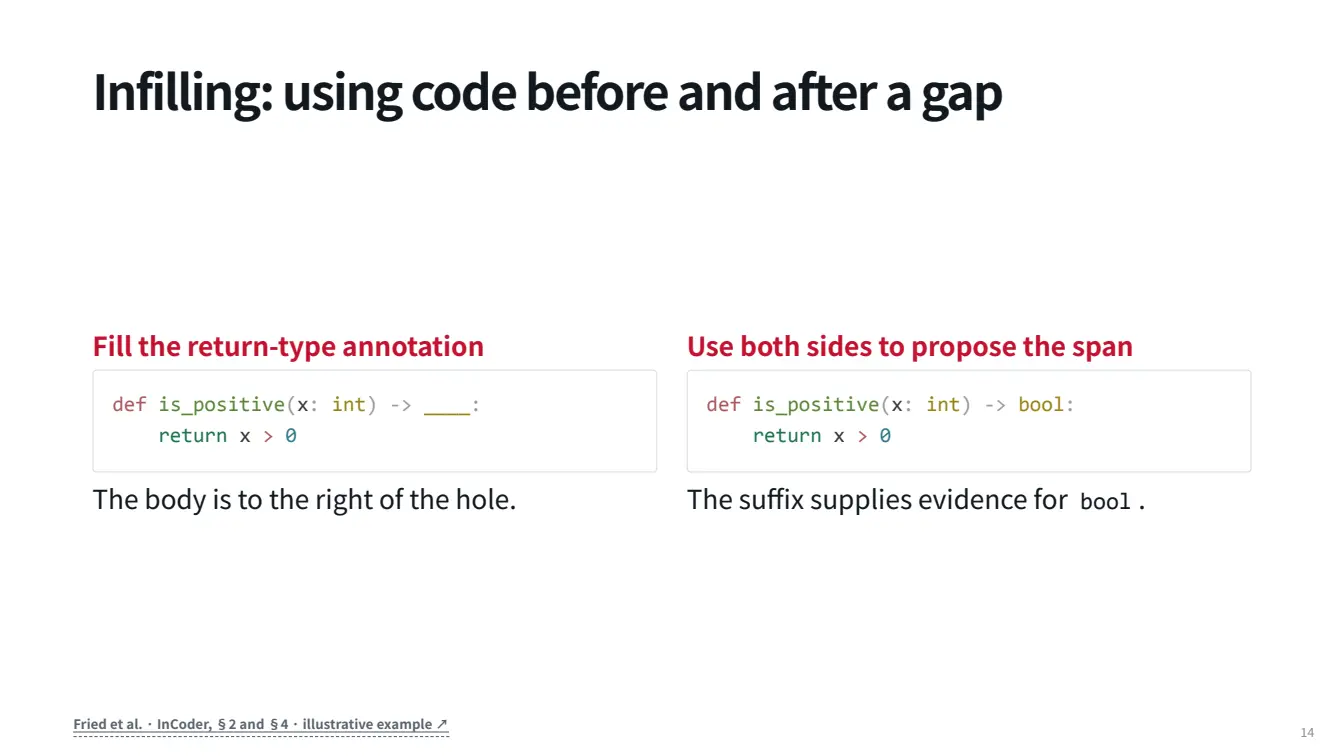 Infilling: using code before and after a gap
Fill the return-type annotation
def is_positive(x: int) -> ____:
    return x > 0
The body is to the right of the hole.
Use both sides to propose the span
def is_positive(x: int) -> bool:
    return x > 0
The suffix supplies evidence for bool.
Fried et al. · InCoder, §2 and §4 · illustrative example ↗
14